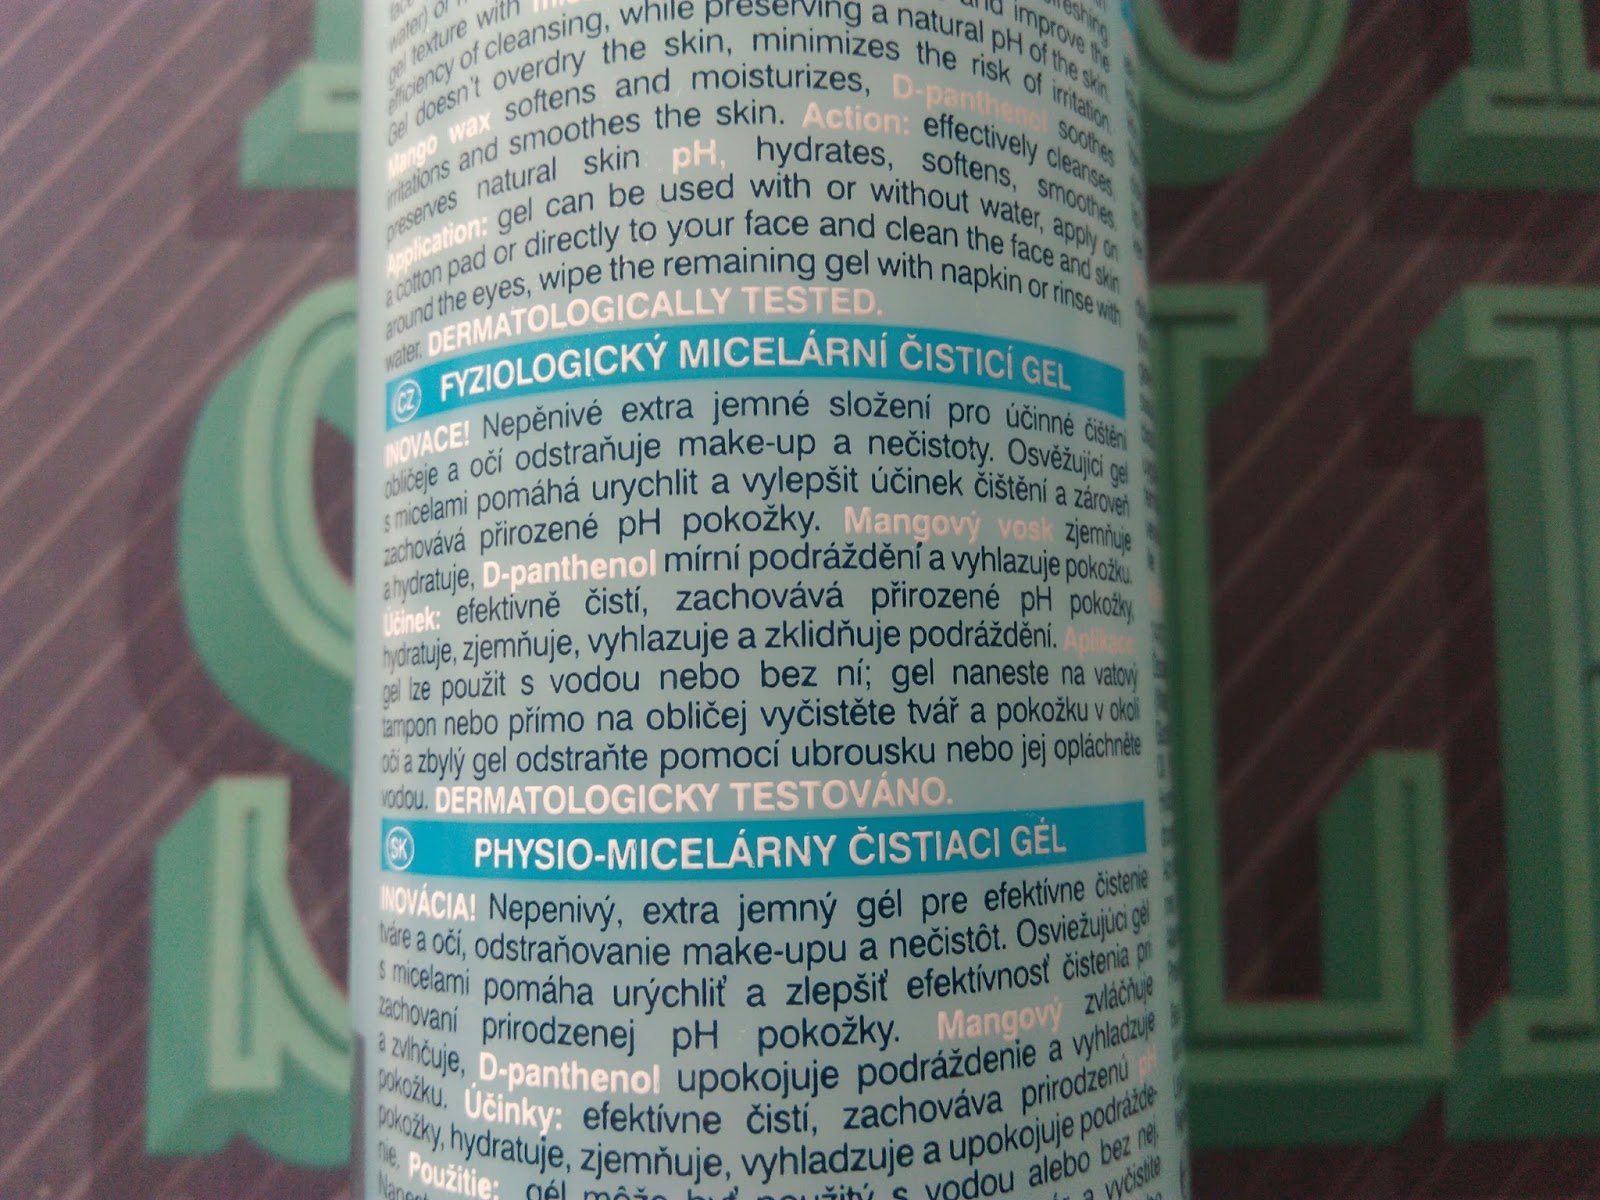 gel texture with
efficiency of cleansing, while preserving a natural pH of the skin.
Gel doesn't overdry the skin, minimizes the risk of irritation.
Mango wax softens and moisturizes, D-panthenol soothes
irritations and smoothes the skin. Action: effectively cleanses,
preserves natural skin pH, hydrates, softens, smoothes.
Application: gel can be used with or without water, apply on
a cotton pad or directly to your face and clean the face and skin
around the eyes, wipe the remaining gel with napkin or rinse with
water. DERMATOLOGICALLY TESTED.
CZ FYZIOLOGICKÝ MICELÁRNÍ ČISTICÍ GEL
INOVACE! Nepěnivé extra jemné složení pro účinné čištění
obličeje a očí odstraňuje make-up a nečistoty. Osvěžující gel
s micelami pomáhá urychlit a vylepšit účinek čištění a zároveň
zachovává přirozené pH pokožky. Mangový vosk zjemňuje
a hydratuje, D-panthenol mírní podráždění a vyhlazuje pokožku.
Účinek: efektivně čistí, zachovává přirozené pH pokožky,
hydratuje, zjemňuje, vyhlazuje a zklidňuje podráždění. Aplikace:
gel lze použit s vodou nebo bez ní; gel naneste na vatový
tampon nebo přímo na obličej vyčistěte tvář a pokožku v okolí
očí a zbylý gel odstraňte pomocí ubrousku nebo jej opláchněte
vodou. DERMATOLOGICKY TESTOVÁNO.
SK PHYSIO-MICELÁRNY ČISTIACI GÉL
INOVÁCIA! Nepenivý, extra jemný gél pre efektívne čistenie
tváre a očí, odstraňovanie make-upu a nečistôt. Osviežujúci gél
s micelami pomáha urýchliť a zlepšiť efektívnosť čistenia pri
zachovaní prirodzenej pH pokožky. Mangový zvláčňuje
a zvlhčuje, D-panthenol upokojuje podráždenie a vyhladzuje
pokožku. Účinky: efektívne čistí, zachováva prirodzenú pH
pokožky, hydratuje, zjemňuje, vyhladzuje a upokojuje podrážde-
nie. Použitie: gél môže byť použitý s vodou alebo bez nej.
a vyčistite